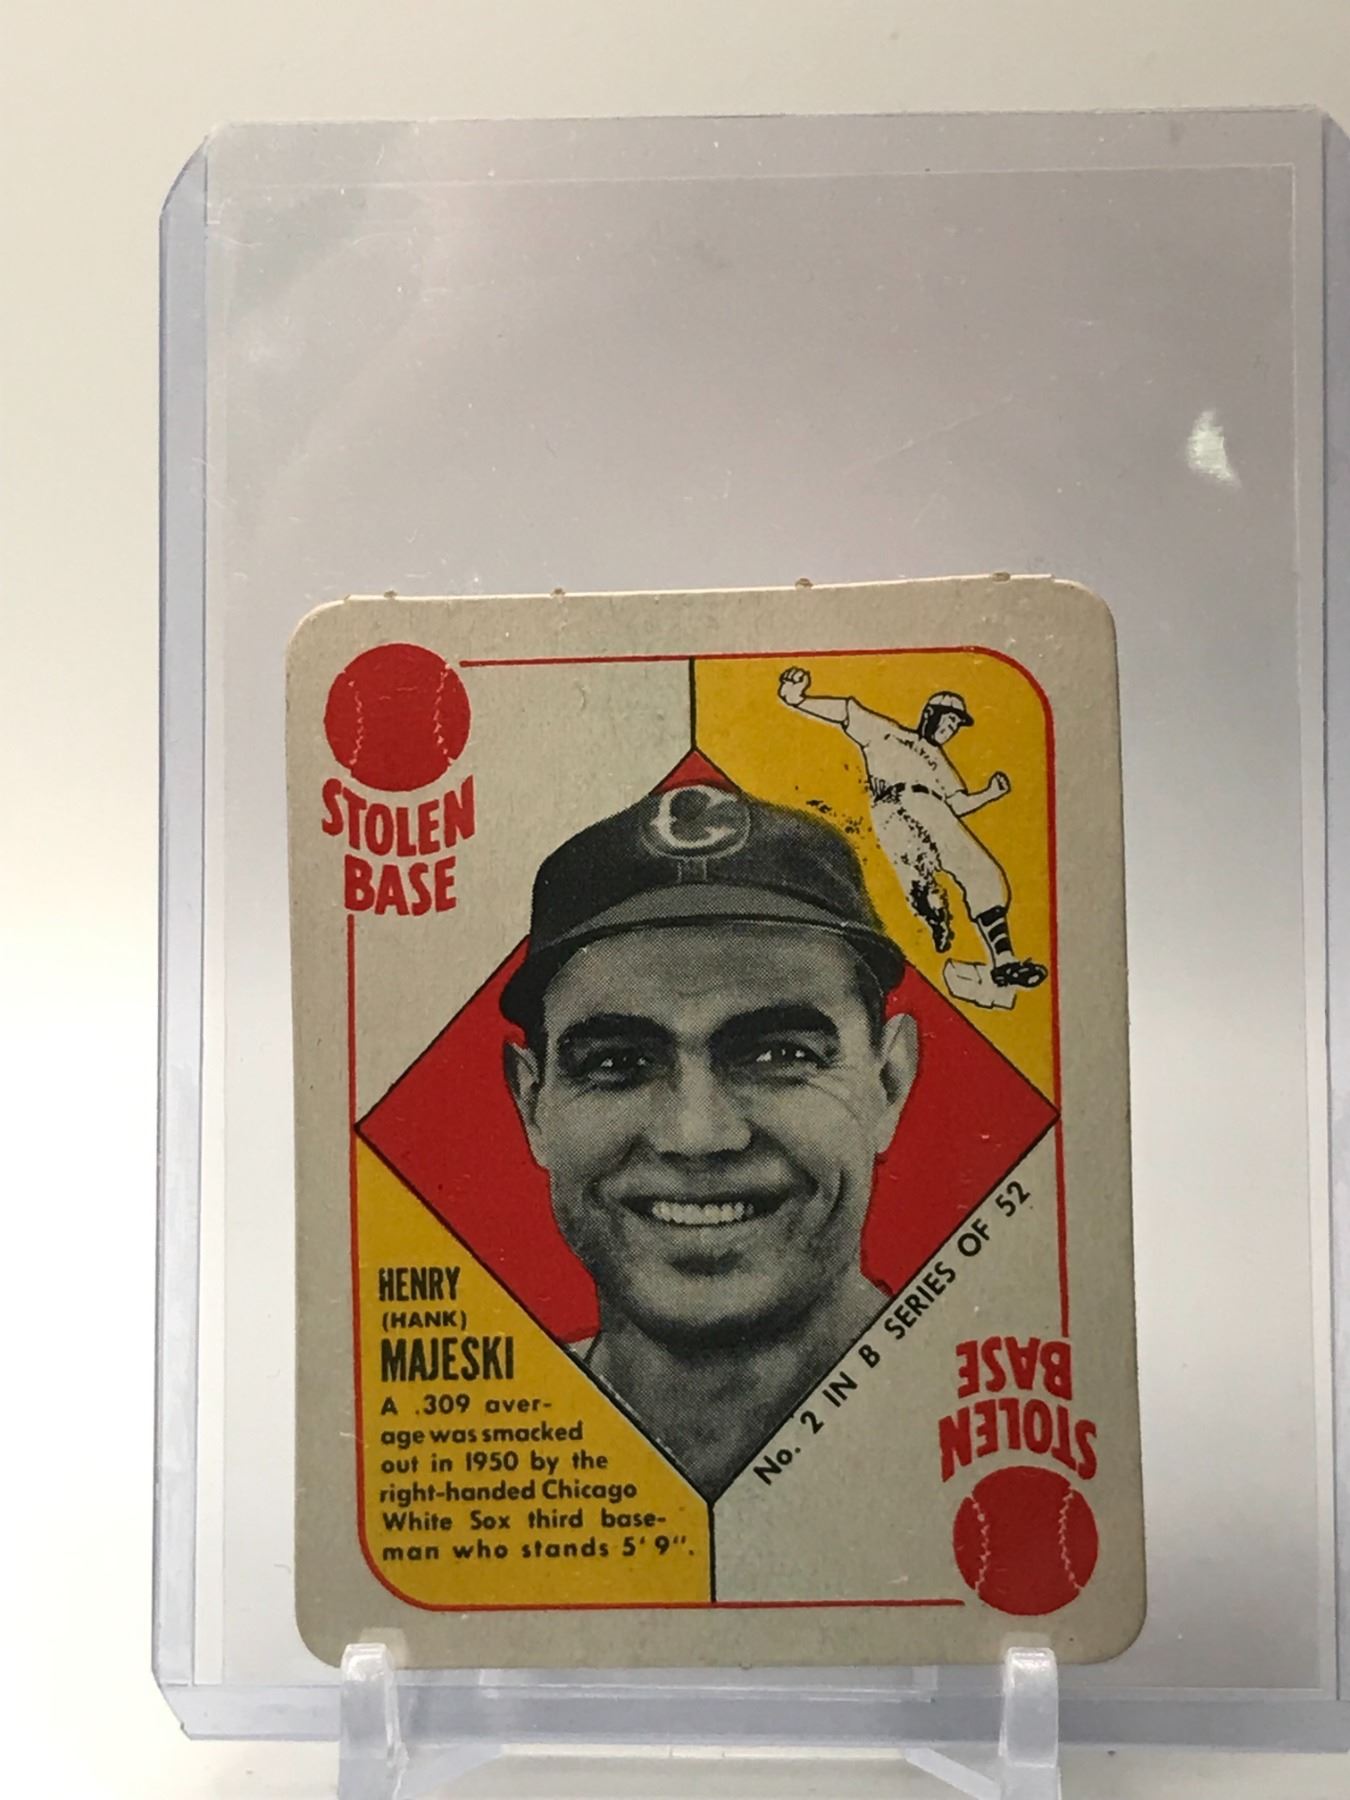 STOLEN
BASE
C
HENRY
(HANK)
MAJESKI
A .309 aver-
age was smacked
out in 1950 by the
right-handed Chicago
White Sox third base-
man who stands 5' 9".
No. 2 IN B SERIES OF 52
STOLEN
BASE